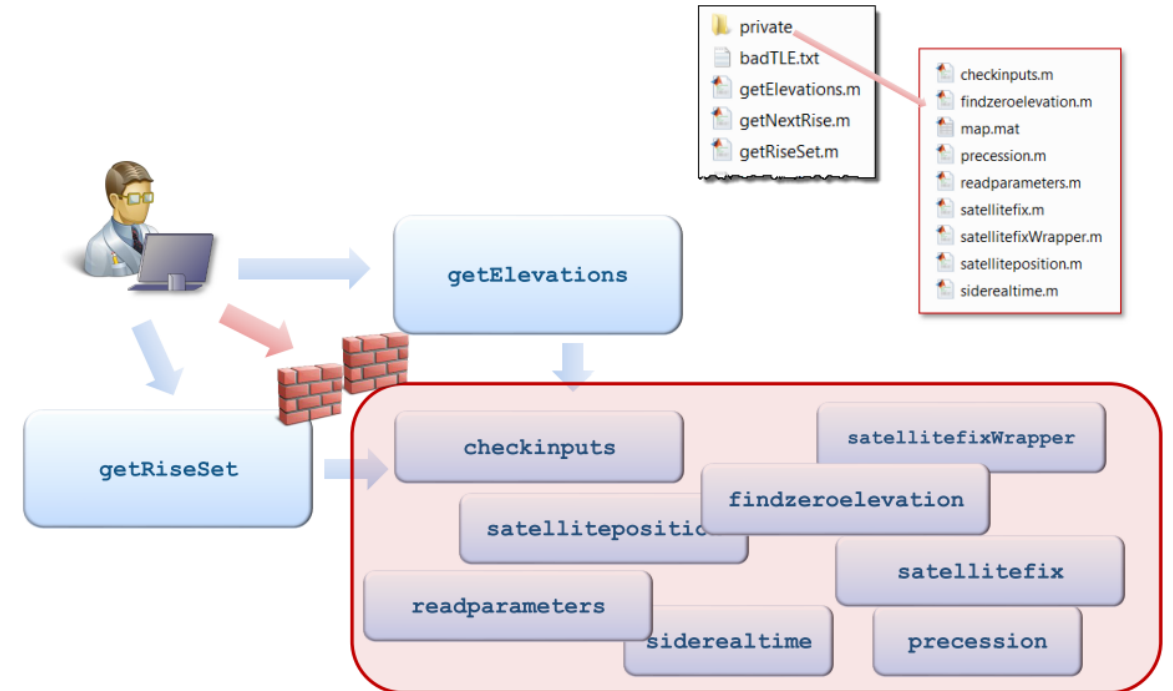 private
badTLE.txt
getElevations.m
getNextRise.m
getRiseSet.m
checkinputs.m
findzeroelevation.m
map.mat
precession.m
readparameters.m
satellitefix.m
satellitefixWrapper.m
satelliteposition.m
siderealtime.m
getElevations
getRiseSet
checkinputs
satellitefixWrapper
findzeroelevation
satellitepositio
satellitefix
readparameters
siderealtime
precession